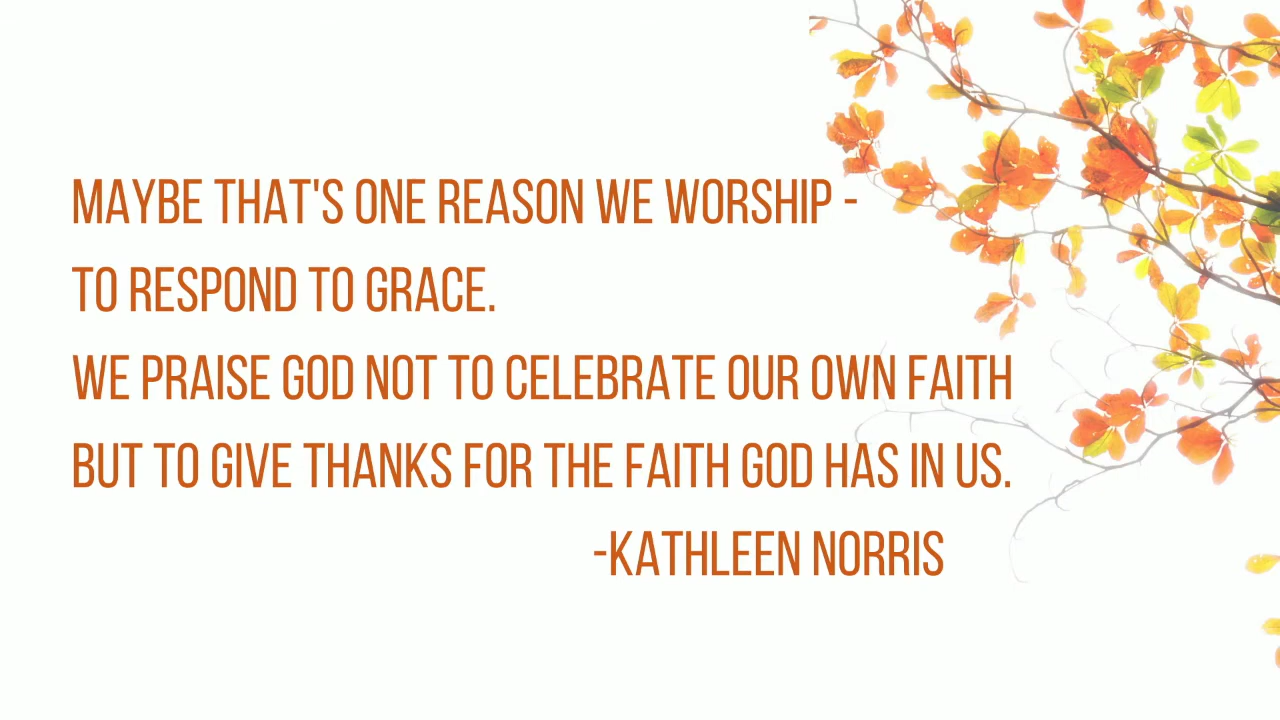 MAYBE THAT'S ONE REASON WE WORSHIP -
TO RESPOND TO GRACE.
WE PRAISE GOD NOT TO CELEBRATE OUR OWN FAITH
BUT TO GIVE THANKS FOR THE FAITH GOD HAS IN US.
-KATHLEEN NORRIS